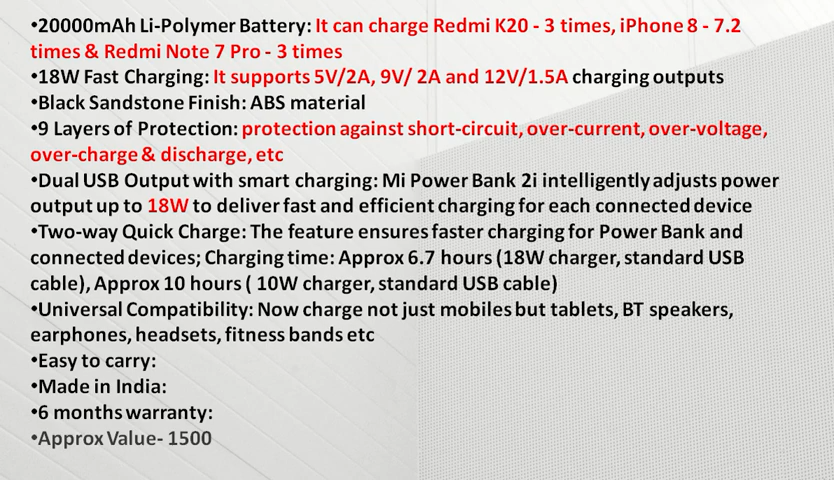 •20000mAh Li-Polymer Battery: It can charge Redmi K20 - 3 times, iPhone 8 - 7.2
times & Redmi Note 7 Pro - 3 times
•18W Fast Charging: It supports 5V/2A, 9V/ 2A and 12V/1.5A charging outputs
•Black Sandstone Finish: ABS material
•9 Layers of Protection: protection against short-circuit, over-current, over-voltage,
over-charge & discharge, etc
•Dual USB Output with smart charging: Mi Power Bank 2i intelligently adjusts power
output up to 18W to deliver fast and efficient charging for each connected device
•Two-way Quick Charge: The feature ensures faster charging for Power Bank and
connected devices; Charging time: Approx 6.7 hours (18W charger, standard USB
cable), Approx 10 hours ( 10W charger, standard USB cable)
•Universal Compatibility: Now charge not just mobiles but tablets, BT speakers,
earphones, headsets, fitness bands etc
•Easy to carry:
•Made in India:
•6 months warranty:
•Approx Value- 1500